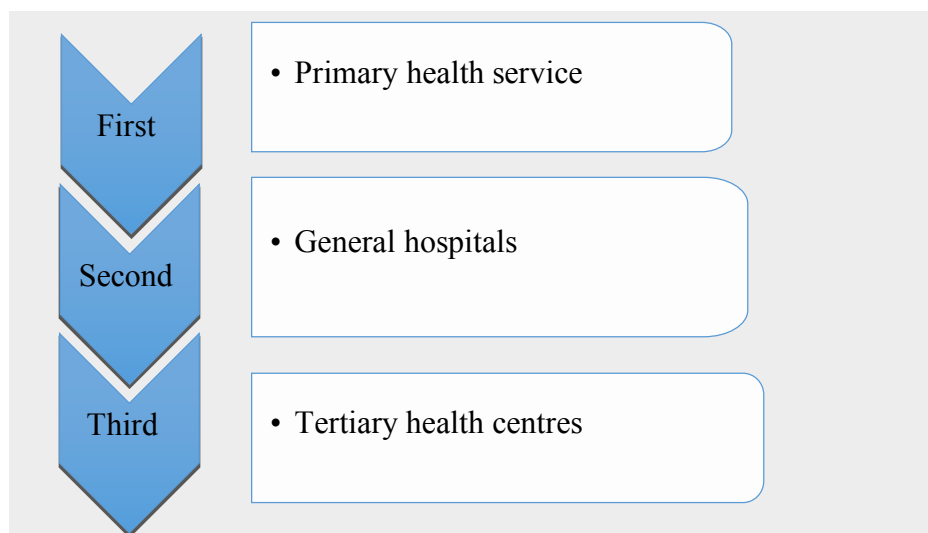 First
• Primary health service
Second
• General hospitals
Third
• Tertiary health centres